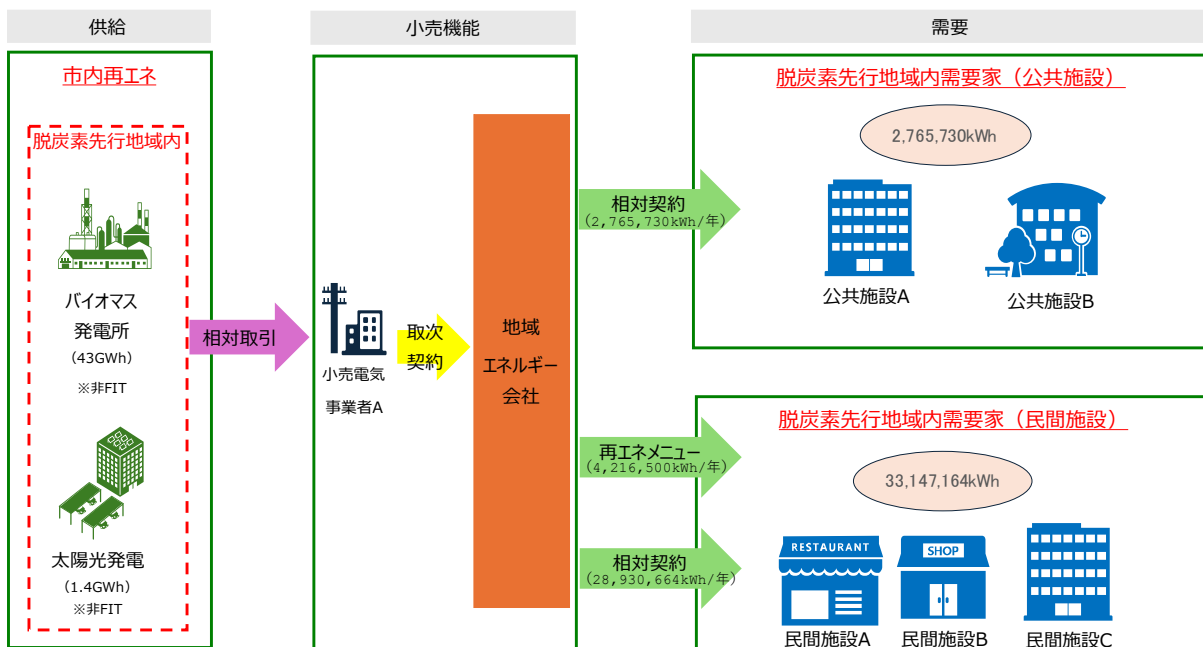 供給
市内再エネ
脱炭素先行地域内
バイオマス
発電所
(43GWh)
※非FIT
太陽光発電
(1.4GWh)
※非FIT
相対取引
小売機能
小売電気
事業者A
取次
契約
地域
エネルギー
会社
相対契約
(2,765,730kWh/年)
再エネメニュー
(4,216,500kWh/年)
相対契約
(28,930,664kWh/年)
需要
脱炭素先行地域内需要家（公共施設）
2,765,730kWh
公共施設A
公共施設B
脱炭素先行地域内需要家（民間施設）
33,147,164kWh
RESTAURANT
SHOP
民間施設A
民間施設B
民間施設C